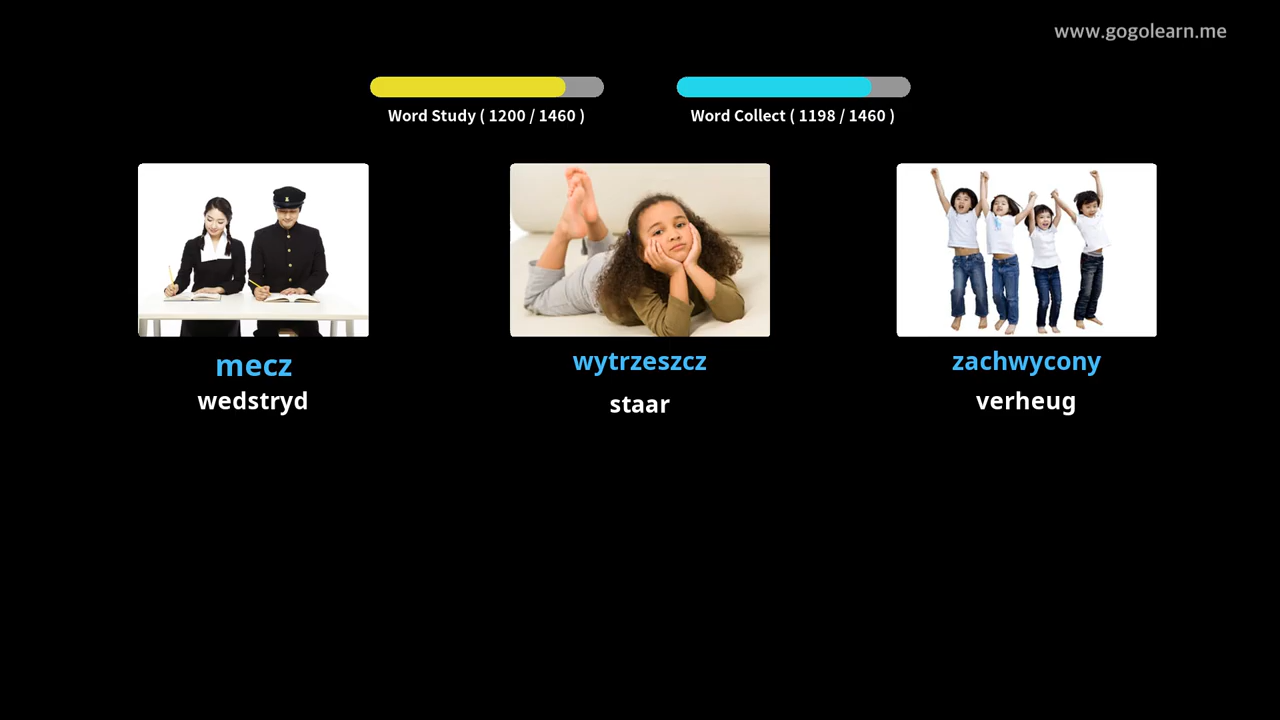 www.gogolearn.me
Word Study ( 1200 / 1460 )
Word Collect ( 1198 / 1460 )
mecz
wedstryd
wytrzeszcz
staar
zachwycony
verheug